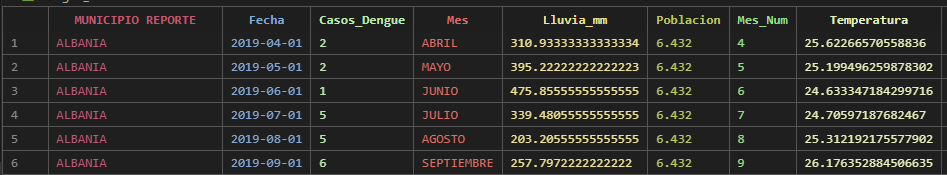 MUNICIPIO REPORTE Fecha Casos_Dengue Mes Lluvia_mm Poblacion Mes_Num Temperatura
1 ALBANIA 2019-04-01 2 ABRIL 310.93333333333334 6.432 4 25.62266570558836
2 ALBANIA 2019-05-01 2 MAYO 395.22222222222223 6.432 5 25.199496259878302
3 ALBANIA 2019-06-01 1 JUNIO 475.85555555555555 6.432 6 24.633347184299716
4 ALBANIA 2019-07-01 5 JULIO 339.48055555555555 6.432 7 24.70597187682467
5 ALBANIA 2019-08-01 5 AGOSTO 203.20555555555555 6.432 8 25.312192175577902
6 ALBANIA 2019-09-01 6 SEPTIEMBRE 257.7972222222222 6.432 9 26.176352884506635